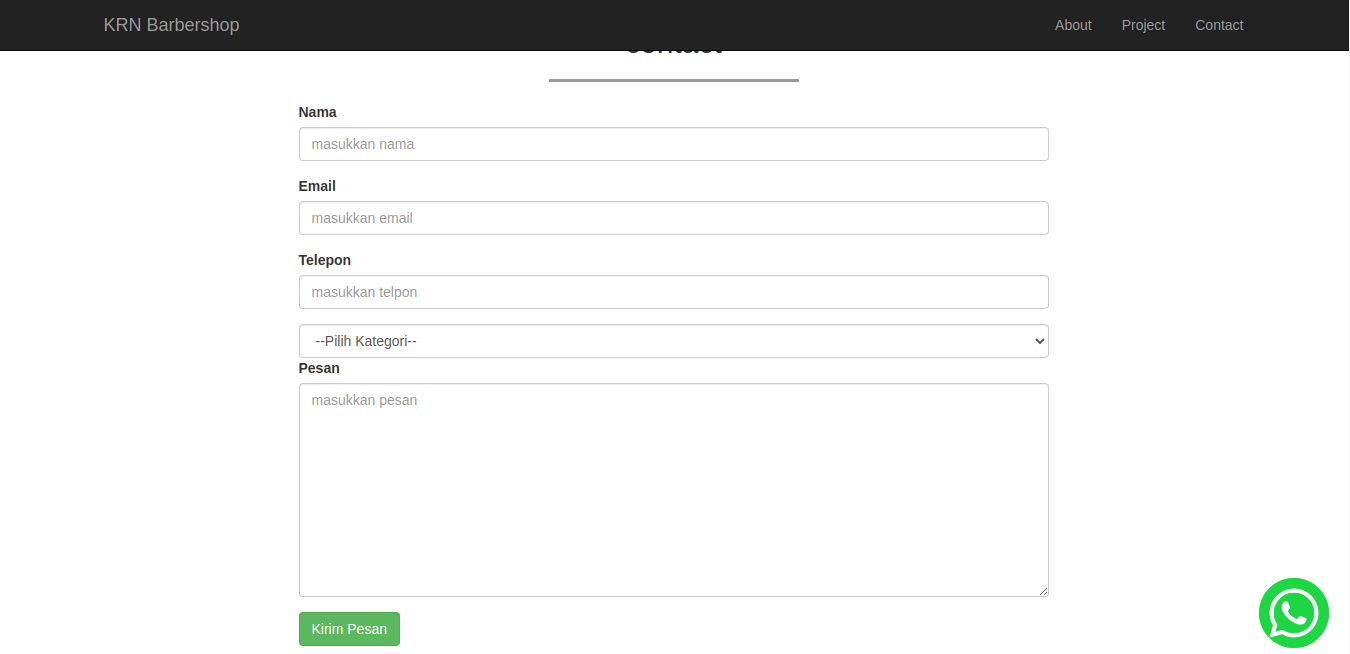 KRN Barbershop About Project Contact
contact
Nama
masukkan nama
Email
masukkan email
Telepon
masukkan telpon
--Pilih Kategori--
Pesan
masukkan pesan
Kirim Pesan